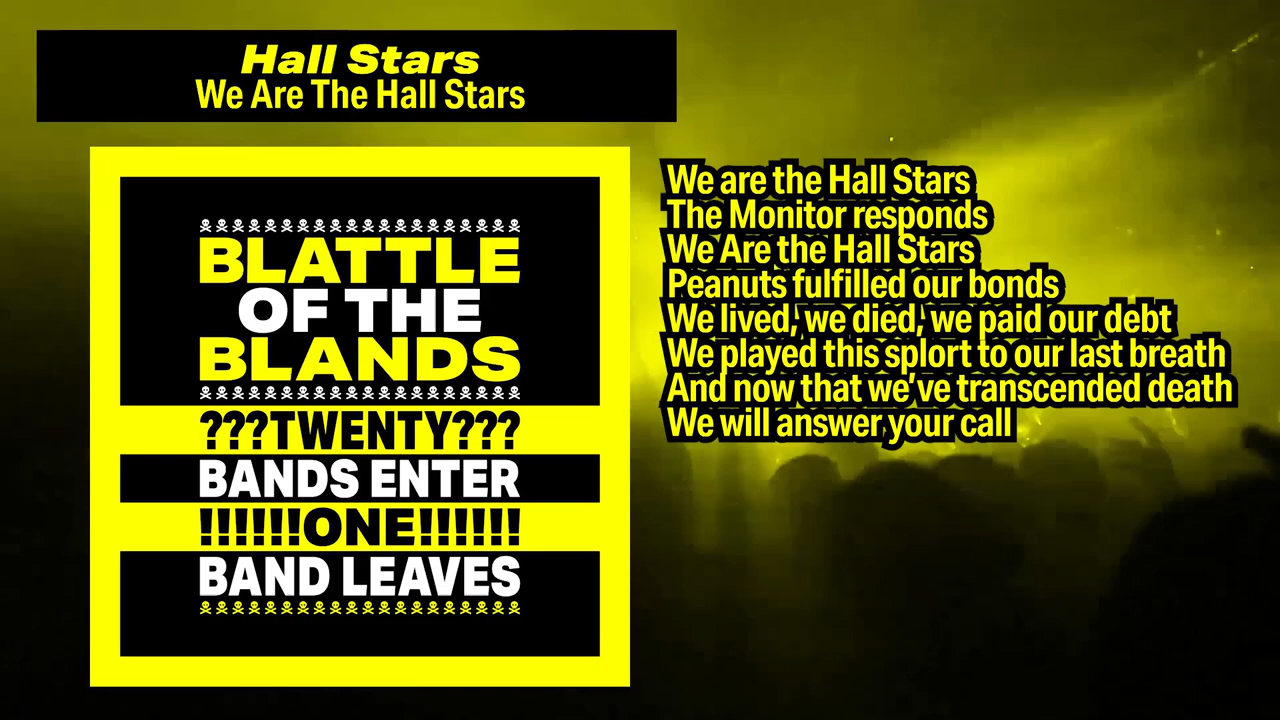 Hall Stars
We Are The Hall Stars
BLATTLE
OF THE
BLANDS
???TWENTY???
BANDS ENTER
!!!!!!ONE!!!!!!
BAND LEAVES
We are the Hall Stars
The Monitor responds
We Are the Hall Stars
Peanuts fulfilled our bonds
We lived, we died, we paid our debt
We played this splort to our last breath
And now that we've transcended death
We will answer your call